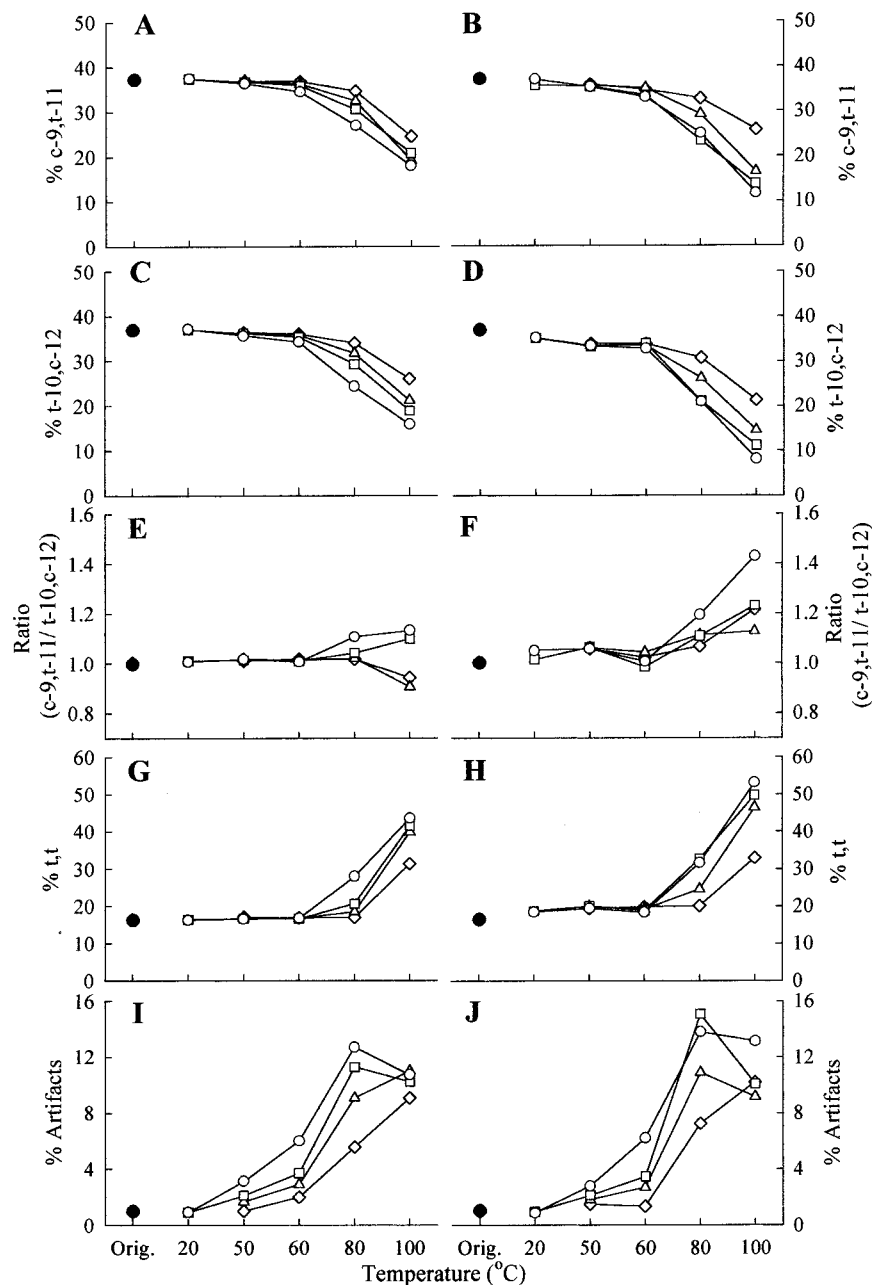 A
B
50
40
30
20
10
0
% c-9,t-11
50
40
30
20
10
0
% c-9,t-11
C
D
50
40
30
20
10
0
% t-10,c-12
50
40
30
20
10
0
% t-10,c-12
E
F
1.6
1.4
1.2
1.0
0.8
Ratio
(c-9,t-11/ t-10,c-12)
1.6
1.4
1.2
1.0
0.8
Ratio
(c-9,t-11/ t-10,c-12)
G
H
60
50
40
30
20
10
0
% t,t
60
50
40
30
20
10
0
% t,t
I
J
16
12
8
4
0
% Artifacts
16
12
8
4
0
% Artifacts
Orig. 20 50 60 80 100 Orig. 20 50 60 80 100
Temperature (°C)